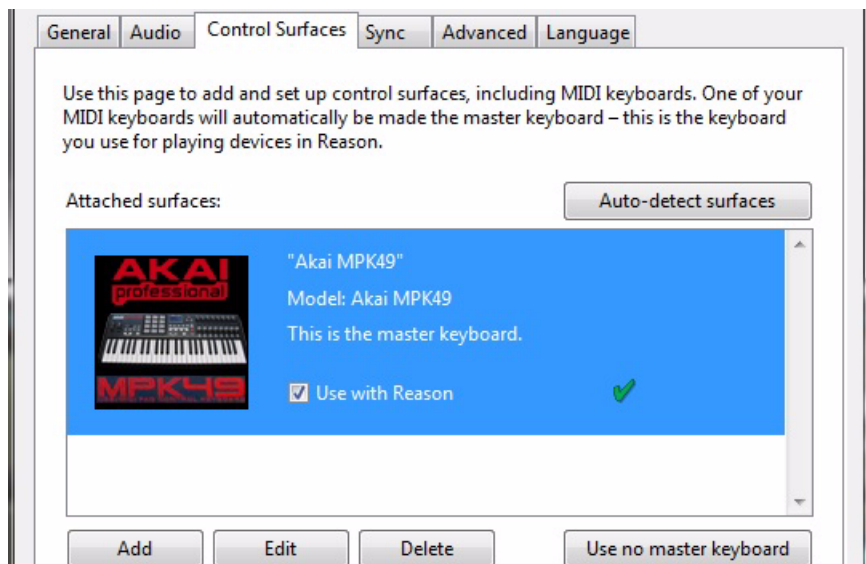 General Audio Control Surfaces Sync Advanced Language
Use this page to add and set up control surfaces, including MIDI keyboards. One of your
MIDI keyboards will automatically be made the master keyboard – this is the keyboard
you use for playing devices in Reason.
Attached surfaces:
Auto-detect surfaces
AKAI
professional
MPK49
"Akai MPK49"
Model: Akai MPK49
This is the master keyboard.
Use with Reason
Add Edit Delete Use no master keyboard